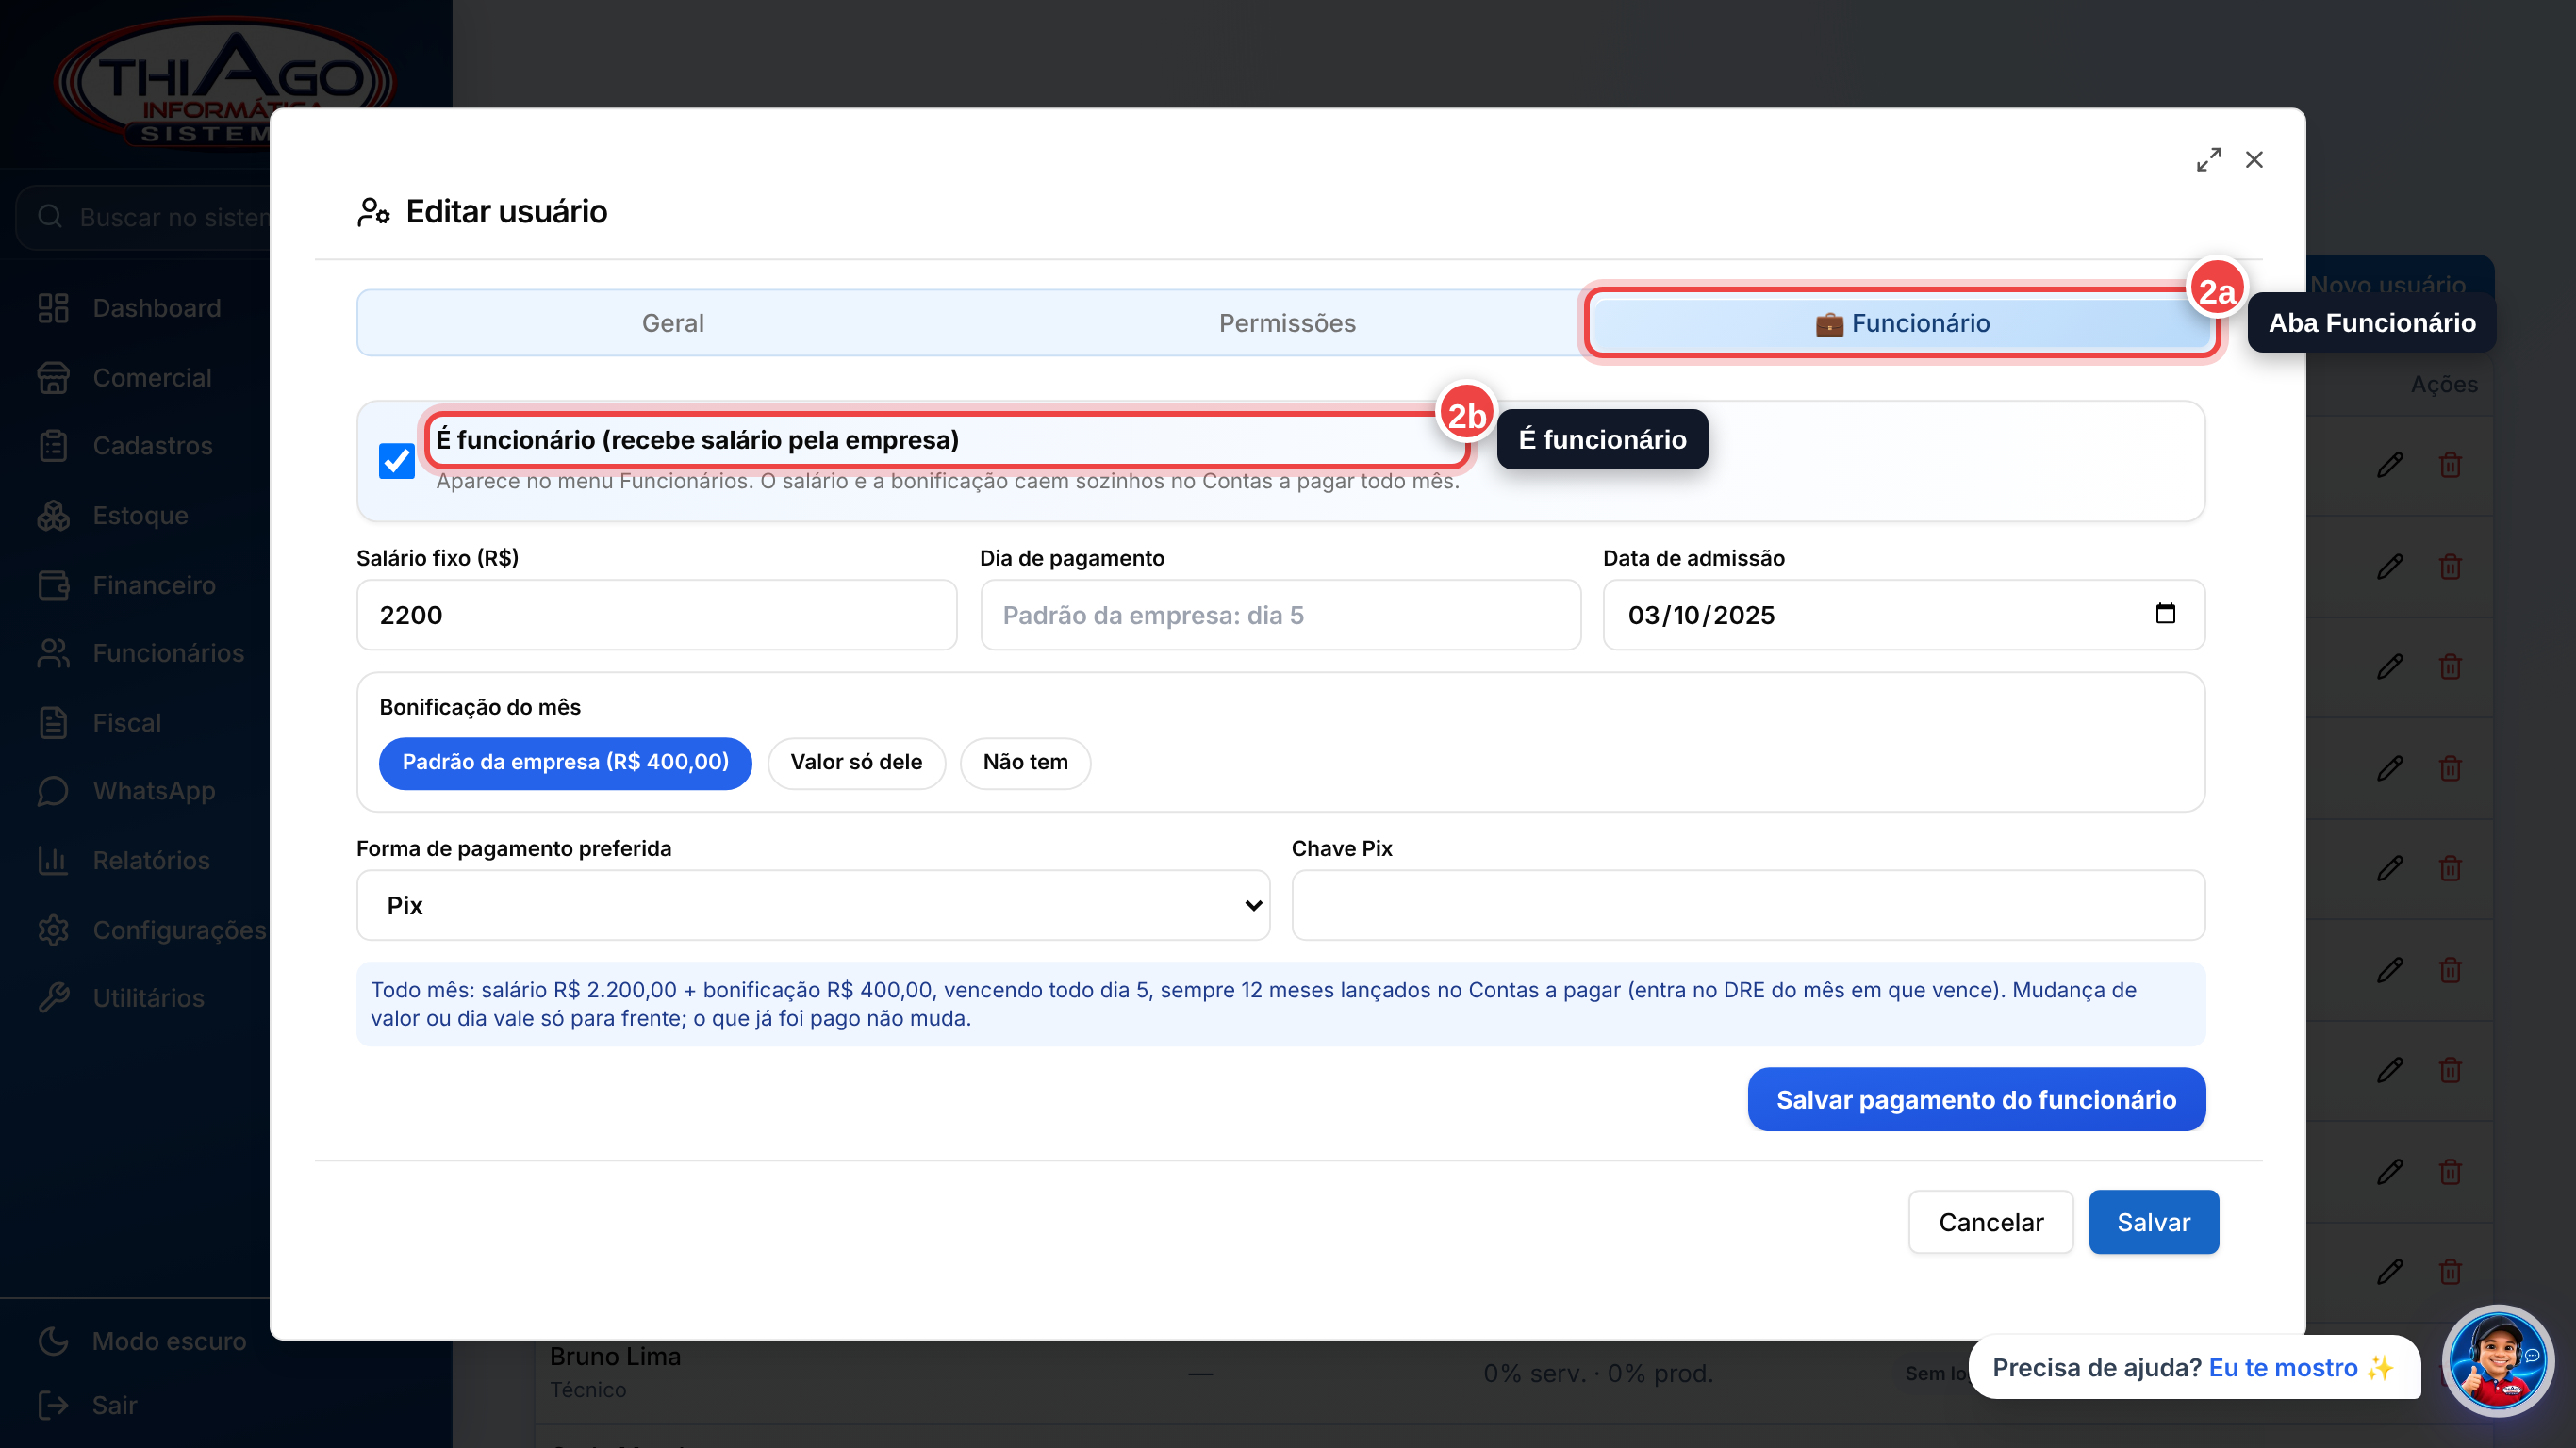 THIAGO
INFORMÁTICA
SISTEM
Buscar no sistem
Dashboard
Comercial
Cadastros
Estoque
Financeiro
Funcionários
Fiscal
WhatsApp
Relatórios
Configurações
Utilitários
Modo escuro
Sair
Editar usuário
Geral
Permissões
💼 Funcionário
2a
Aba Funcionário
Novo usuário
Ações
É funcionário (recebe salário pela empresa)
2b
É funcionário
Aparece no menu Funcionários. O salário e a bonificação caem sozinhos no Contas a pagar todo mês.
Salário fixo (R$)
Dia de pagamento
Data de admissão
2200
Padrão da empresa: dia 5
03/10/2025
Bonificação do mês
Padrão da empresa (R$ 400,00)
Valor só dele
Não tem
Forma de pagamento preferida
Chave Pix
Pix
Todo mês: salário R$ 2.200,00 + bonificação R$ 400,00, vencendo todo dia 5, sempre 12 meses lançados no Contas a pagar (entra no DRE do mês em que vence). Mudança de
valor ou dia vale só para frente; o que já foi pago não muda.
Salvar pagamento do funcionário
Cancelar
Salvar
Bruno Lima
Técnico
—
0% serv. · 0% prod.
Sem lo
Precisa de ajuda? Eu te mostro ✨